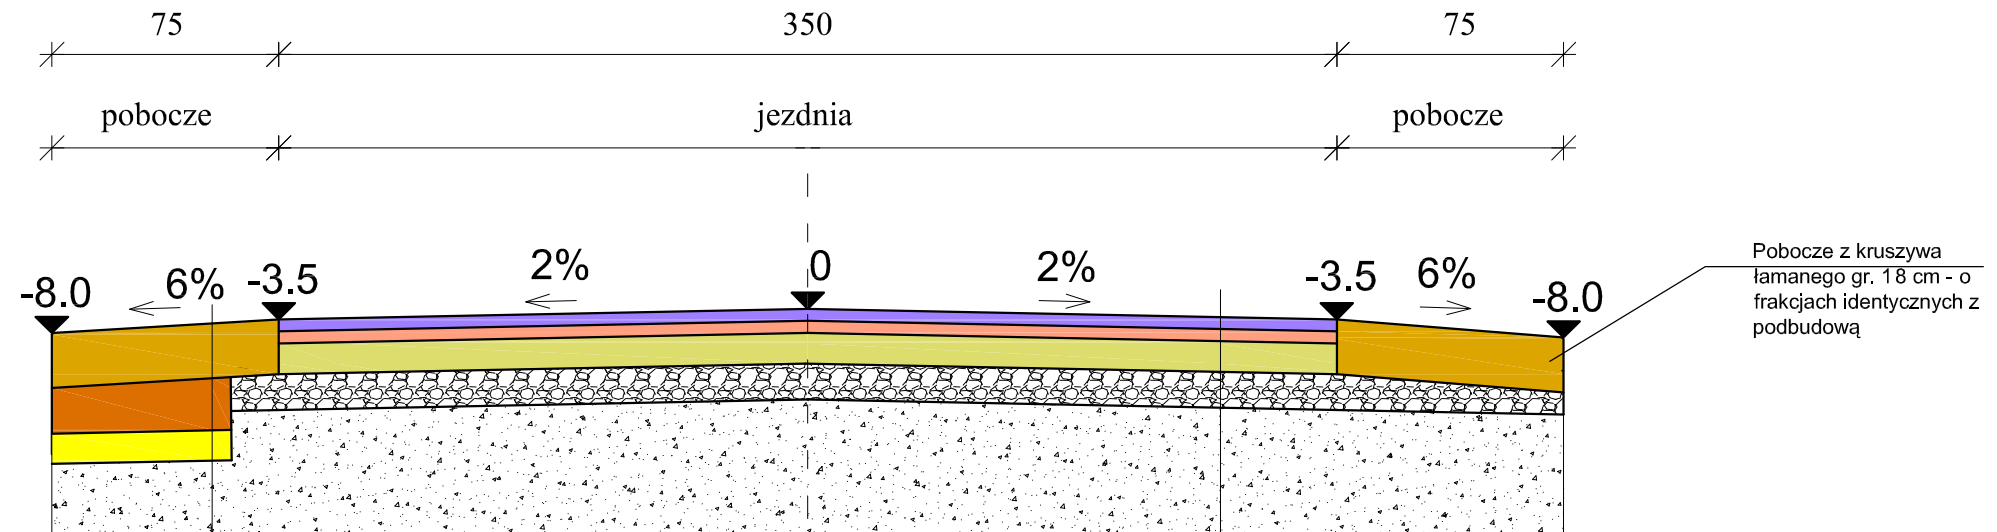 75 350 75
pobocze jezdnia pobocze
-8.0 6% -3.5 2% 0 2% -3.5 6% -8.0
Pobocze z kruszywa
łamanego gr. 18 cm - o
frakcjach identycznych z
podbudową